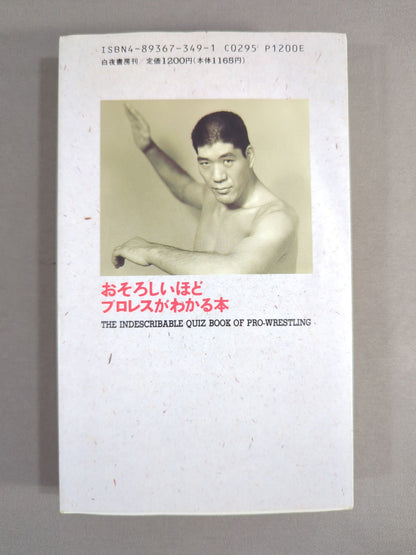 ISBN4-89367-349-1 C0295 P1200E
白夜書房刊／定価1200円(本体1165円)
おそろしいほど
プロレスがわかる本
THE INDESCRIBABLE QUIZ BOOK OF PRO-WRESTLING